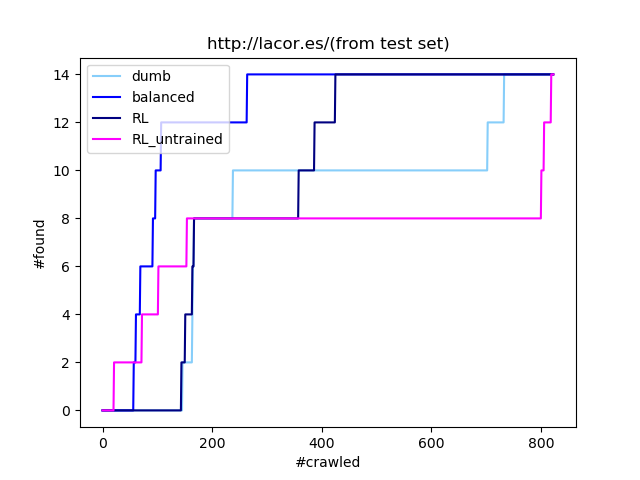 http://lacor.es/(from test set)
dumb
balanced
RL
RL_untrained
14
12
10
8
6
4
2
0
#found
0 200 400 600 800
#crawled